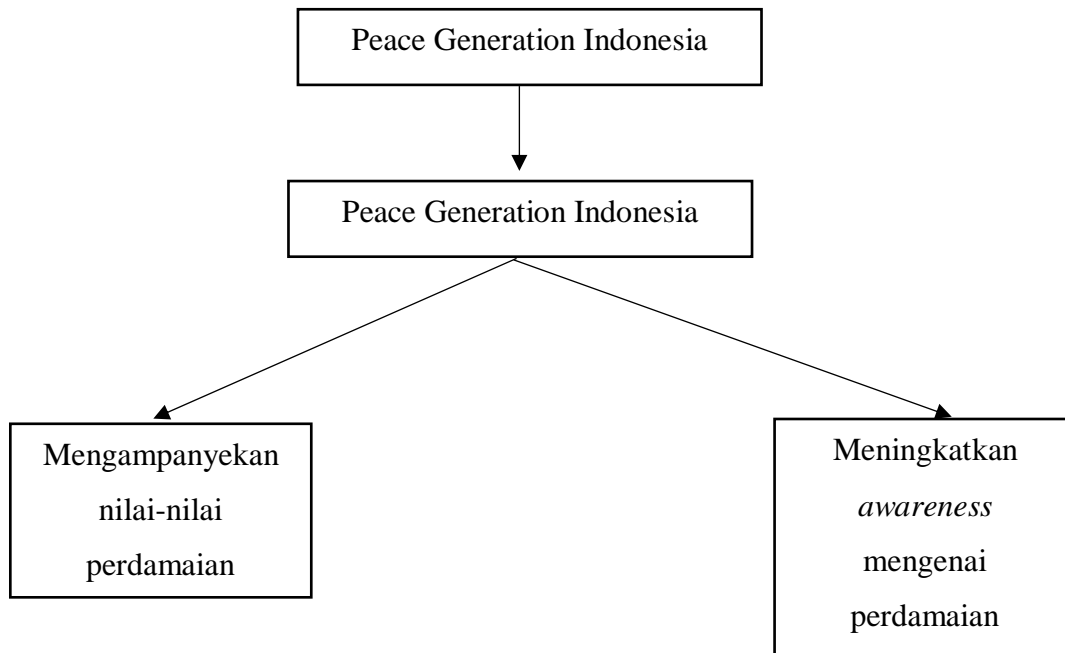 Peace Generation Indonesia
Peace Generation Indonesia
Mengampanyekan
nilai-nilai
perdamaian
Meningkatkan
awareness
mengenai
perdamaian